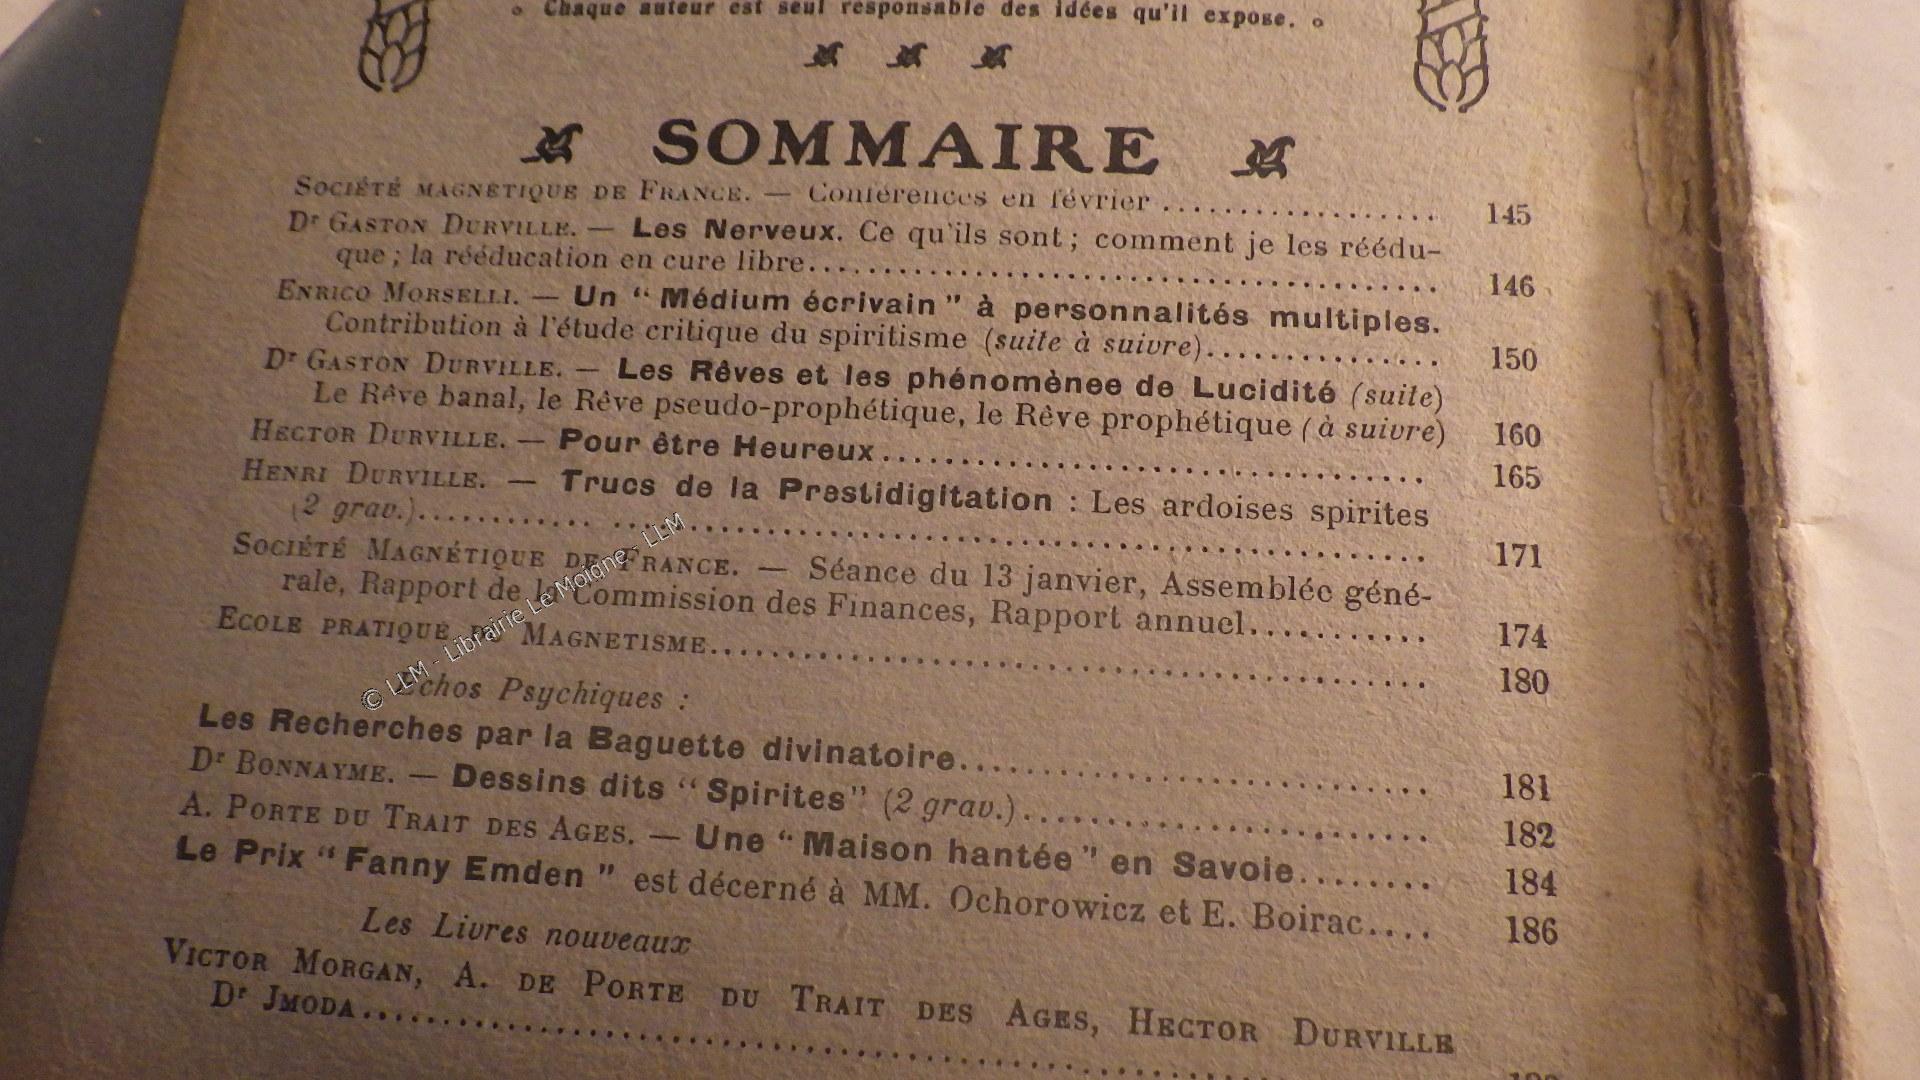 Chaque auteur est seul responsable des idées qu'il expose.
SOMMAIRE
SOCIÉTÉ MAGNÉTIQUE DE FRANCE. — Conférences en février 145
Dr GASTON DURVILLE. — Les Nerveux. Ce qu'ils sont ; comment je les réédu-
que ; la rééducation en cure libre 146
ENRICO MORSELLI. — Un “ Médium écrivain ” à personnalités multiples.
Contribution à l'étude critique du spiritisme (suite à suivre) 150
Dr GASTON DURVILLE. — Les Rêves et les phénomènee de Lucidité (suite)
Le Rêve banal, le Rêve pseudo-prophétique, le Rêve prophétique (à suivre) 160
HECTOR DURVILLE. — Pour être Heureux 165
HENRI DURVILLE. — Trucs de la Prestidigitation : Les ardoises spirites
(2 grav.) 171
SOCIÉTÉ MAGNÉTIQUE DE FRANCE. — Séance du 13 janvier, Assemblée géné-
rale, Rapport de la Commission des Finances, Rapport annuel 174
ECOLE PRATIQUE DU MAGNETISME 180
Echos Psychiques :
Les Recherches par la Baguette divinatoire 181
Dr BONNAYME. — Dessins dits “ Spirites ” (2 grav.) 182
A. PORTE DU TRAIT DES AGES. — Une “ Maison hantée ” en Savoie 184
Le Prix “ Fanny Emden ” est décerné à MM. Ochorowicz et E. Boirac 186
Les Livres nouveaux
VICTOR MORGAN, A. DE PORTE DU TRAIT DES AGES, HECTOR DURVILLE
Dr JMODA
© LLM - Librairie Le Moigne - LLM